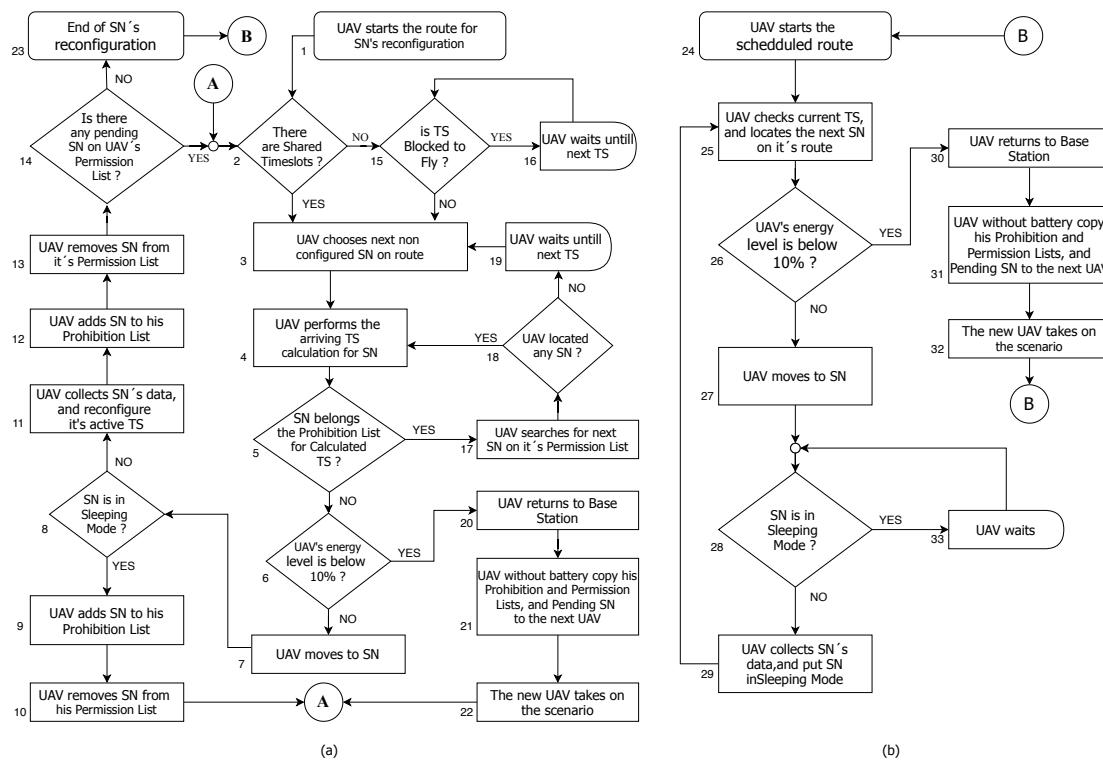 23
End of SN´s
reconfiguration
B
UAV starts the route for
SN's reconfiguration
1
NO
A
14
Is there
any pending
SN on UAV´s
Permission
List ?
YES
2
There
are Shared
Timeslots ?
NO
15
is TS
Blocked to
Fly ?
YES
16
UAV waits untill
next TS
YES
NO
13
UAV removes SN from
it´s Permission List
3
UAV chooses next non
configured SN on route
19
UAV waits untill
next TS
NO
12
UAV adds SN to his
Prohibition List
4
UAV performs the
arriving TS
calculation for SN
YES
18
UAV located
any SN ?
11
UAV collects SN´s data,
and reconfigure
it's active TS
5
SN belongs
the Prohibition List
for Calculated
TS ?
YES
17
UAV searches for next
SN on it´s Permission List
NO
NO
8
SN is in
Sleeping
Mode ?
YES
6
UAV's energy
level is below
10% ?
YES
20
UAV returns to Base
Station
NO
9
UAV adds SN to his
Prohibition List
7
UAV moves to SN
21
UAV without battery copy his
Prohibition and Permission
Lists, and Pending SN
to the next UAV
10
UAV removes SN from
his Permission List
A
22
The new UAV takes on
the scenario
(a)
24
UAV starts the
schedduled route
B
25
UAV checks current TS,
and locates the next SN
on it´s route
26
UAV's energy
level is below
10% ?
YES
30
UAV returns to Base
Station
31
UAV without battery copy
his Prohibition and
Permission Lists, and
Pending SN to the next UAV
32
The new UAV takes on
the scenario
B
NO
27
UAV moves to SN
28
SN is in
Sleeping
Mode ?
YES
33
UAV waits
NO
29
UAV collects SN´s
data,and put SN
inSleeping Mode
(b)